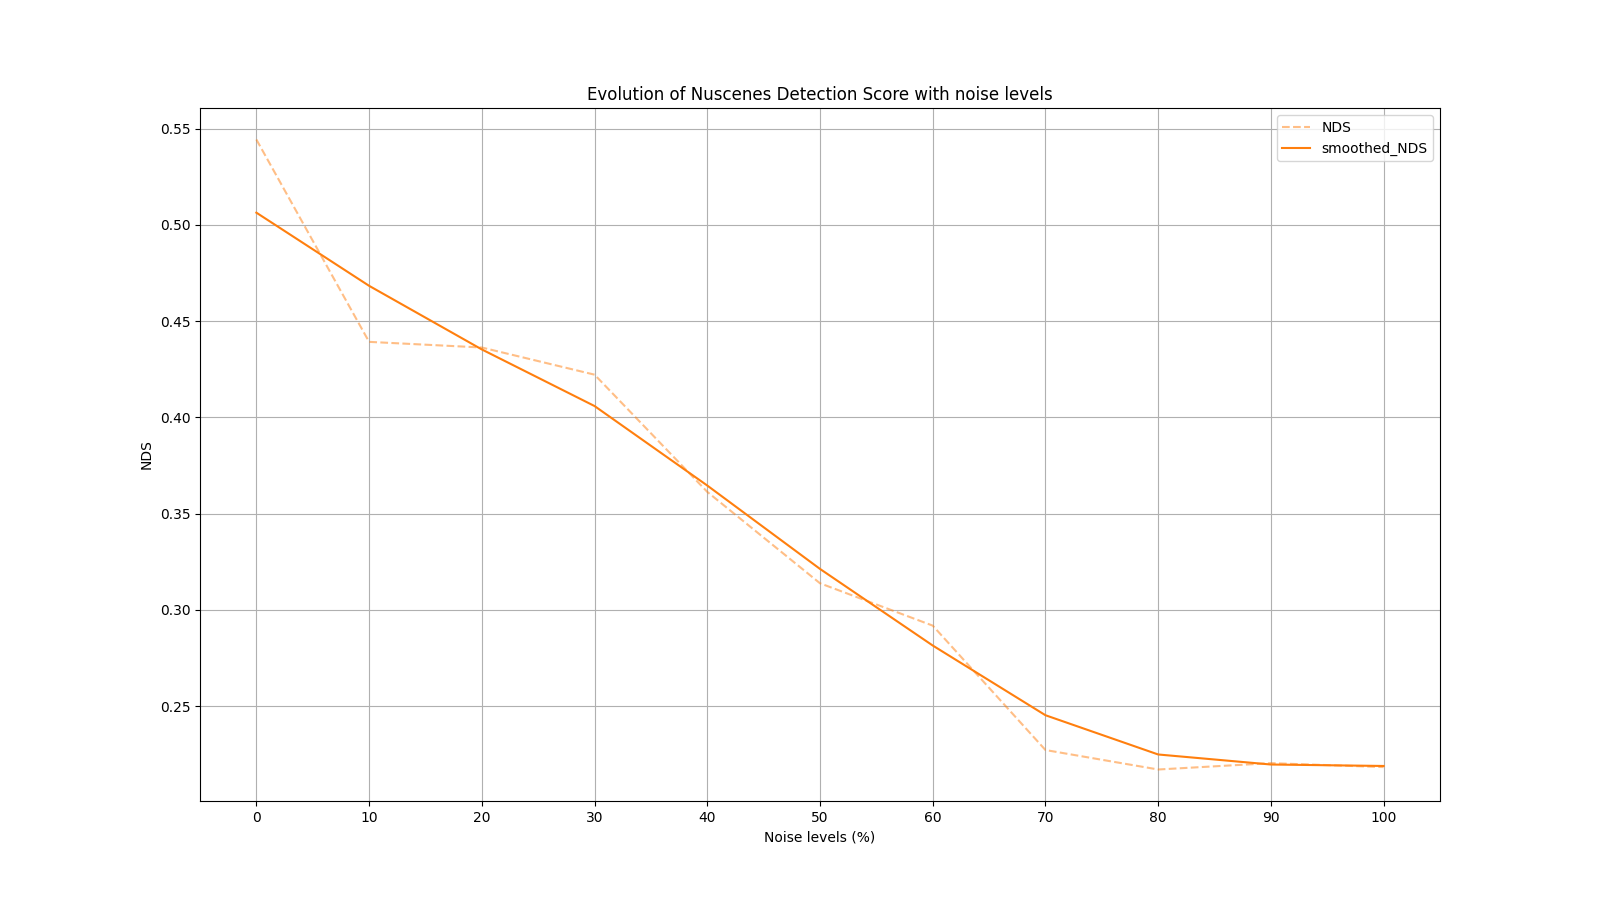 Evolution of Nuscenes Detection Score with noise levels
NDS
smoothed_NDS
0.55
0.50
0.45
0.40
0.35
0.30
0.25
NDS
0 10 20 30 40 50 60 70 80 90 100
Noise levels (%)